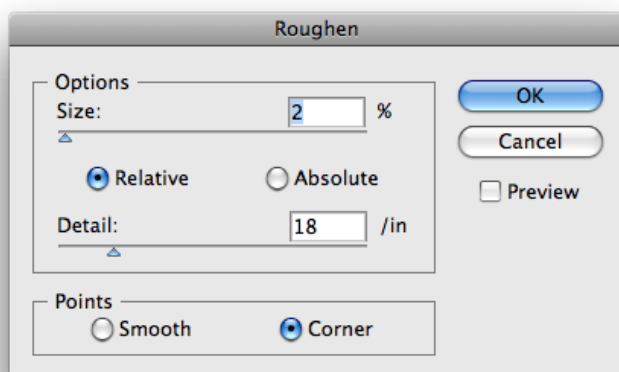 Roughen
Options
Size: 2 %
Relative Absolute
Detail: 18 /in
Points
Smooth Corner
OK
Cancel
Preview